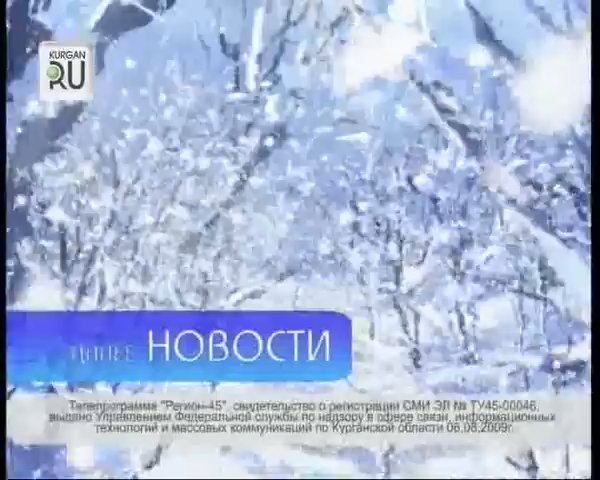 KURGAN
RU
НОВОСТИ
Телепрограмма "Регион-45", свидетельство о регистрации СМИ ЭЛ № ТУ45-00046,
выдано Управлением Федеральной службы по надзору в сфере связи, информационных
технологий и массовых коммуникаций по Курганской области 06.08.2009г.